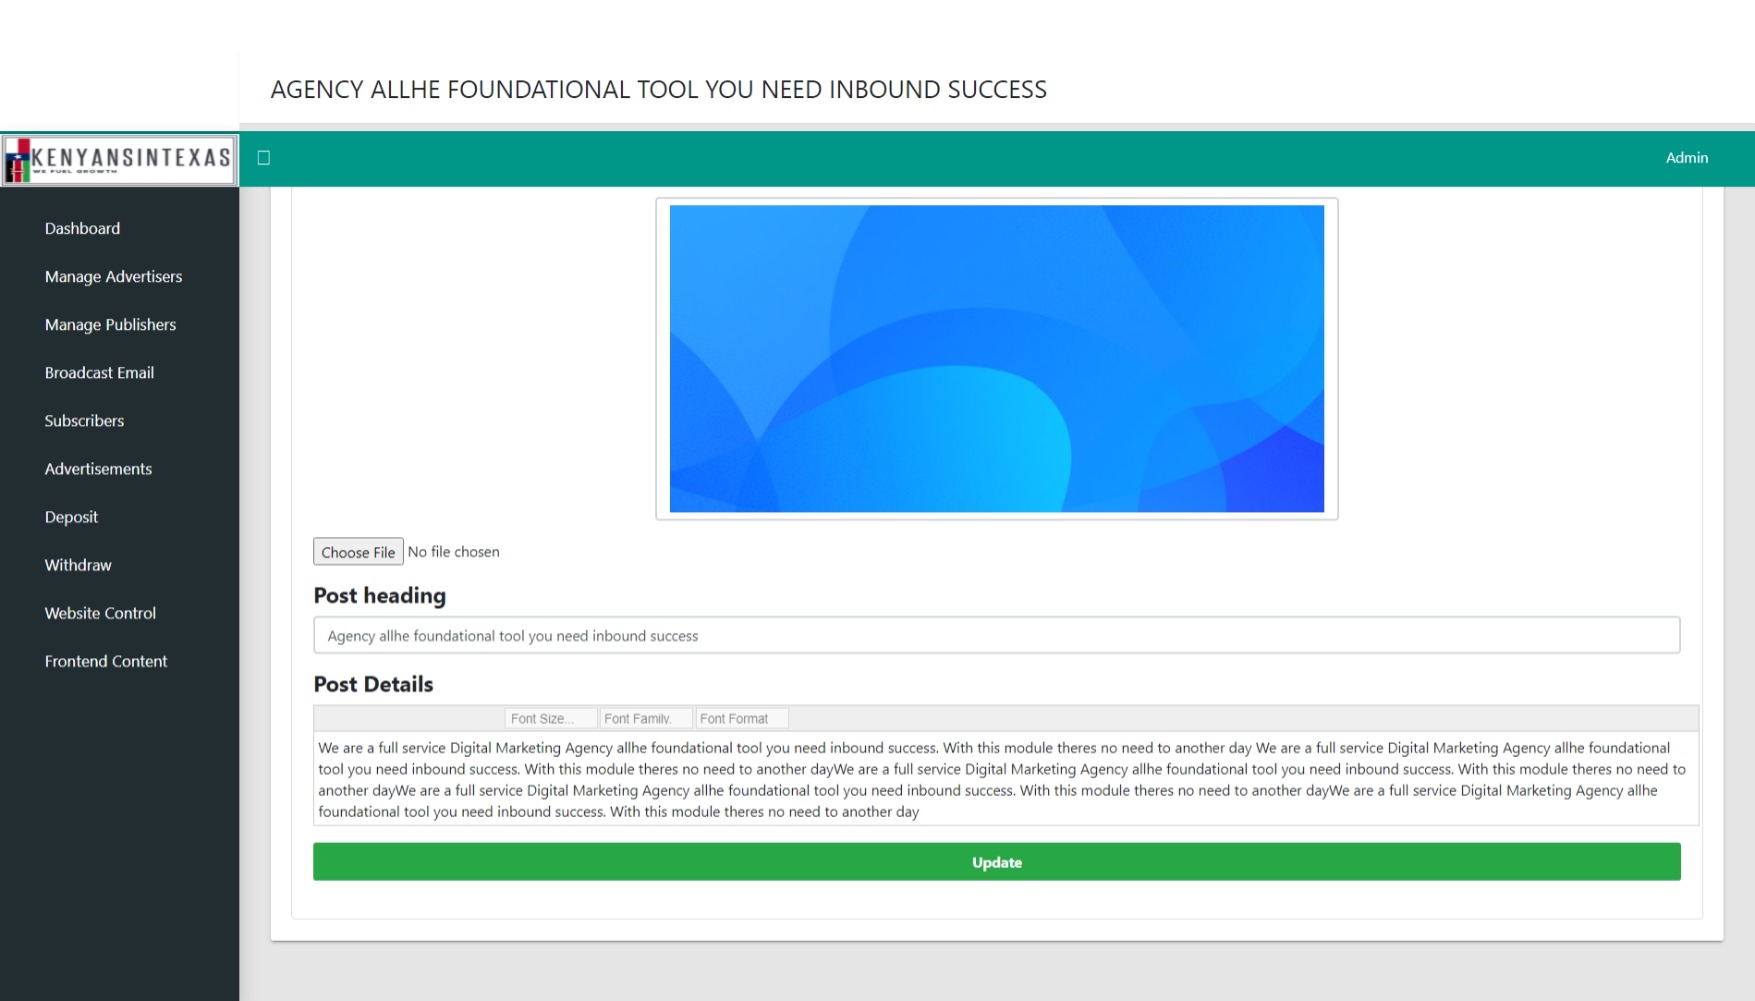 AGENCY ALLHE FOUNDATIONAL TOOL YOU NEED INBOUND SUCCESS
KENYANSINTEXAS
WE FUEL GROWTH
Admin
Dashboard
Manage Advertisers
Manage Publishers
Broadcast Email
Subscribers
Advertisements
Deposit
Withdraw
Website Control
Frontend Content
Choose File No file chosen
Post heading
Agency allhe foundational tool you need inbound success
Post Details
Font Size... Font Family. Font Format
We are a full service Digital Marketing Agency allhe foundational tool you need inbound success. With this module theres no need to another day We are a full service Digital Marketing Agency allhe foundational
tool you need inbound success. With this module theres no need to another dayWe are a full service Digital Marketing Agency allhe foundational tool you need inbound success. With this module theres no need to
another dayWe are a full service Digital Marketing Agency allhe foundational tool you need inbound success. With this module theres no need to another dayWe are a full service Digital Marketing Agency allhe
foundational tool you need inbound success. With this module theres no need to another day
Update